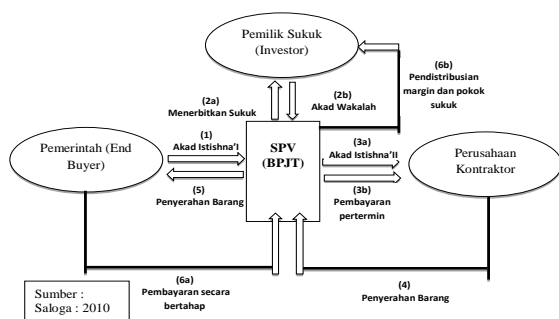 Pemilik Sukuk
(Investor)
(6b)
Pendistribusian
margin dan pokok
sukuk
(2a)
Menerbitkan Sukuk
(2b)
Akad Wakalah
Pemerintah (End
Buyer)
(1)
Akad Istishna'I
SPV
(BPJT)
(3a)
Akad Istishna'II
Perusahaan
Kontraktor
(5)
Penyerahan Barang
(3b)
Pembayaran
pertermin
(6a)
Pembayaran secara
bertahap
(4)
Penyerahan Barang
Sumber :
Saloga : 2010